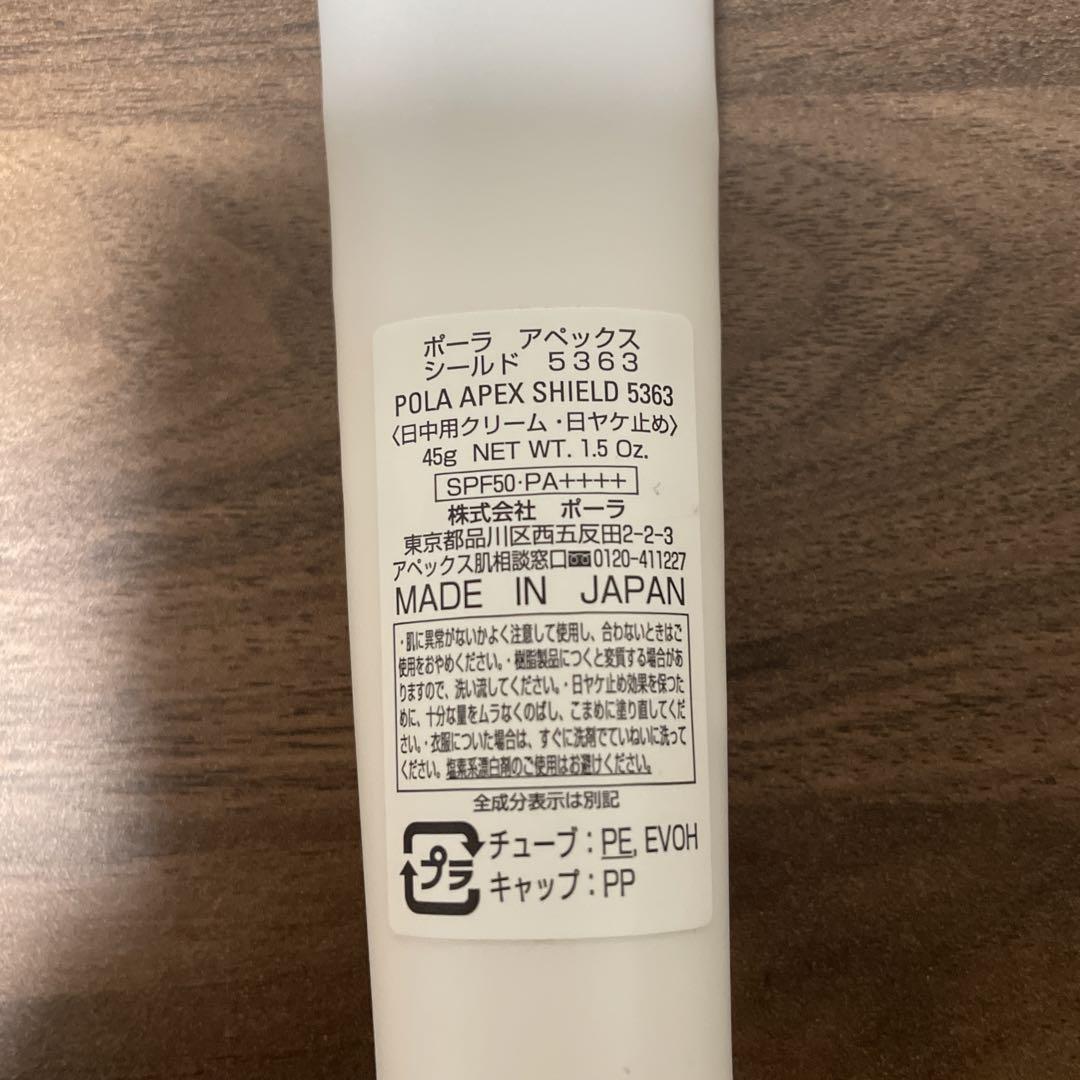 ポーラ　アペックス
シールド　５３６３
POLA APEX SHIELD 5363
〈日中用クリーム・日ヤケ止め〉
45g NET WT. 1.5 Oz.
SPF50・PA++++
株式会社　ポーラ
東京都品川区西五反田2-2-3
アペックス肌相談窓口0120-411227
MADE IN JAPAN
・肌に異常がないかよく注意して使用し、合わないときはご
使用をおやめください。・樹脂製品につくと変質する場合があ
りますので、洗い流してください。・日ヤケ止め効果を保つた
めに、十分な量をムラなくのばし、こまめに塗り直してくだ
さい。・衣服についた場合は、すぐに洗剤でていねいに洗って
ください。塩素系漂白剤のご使用はお避けください。
全成分表示は別記
プラ
チューブ：PE, EVOH
キャップ：PP